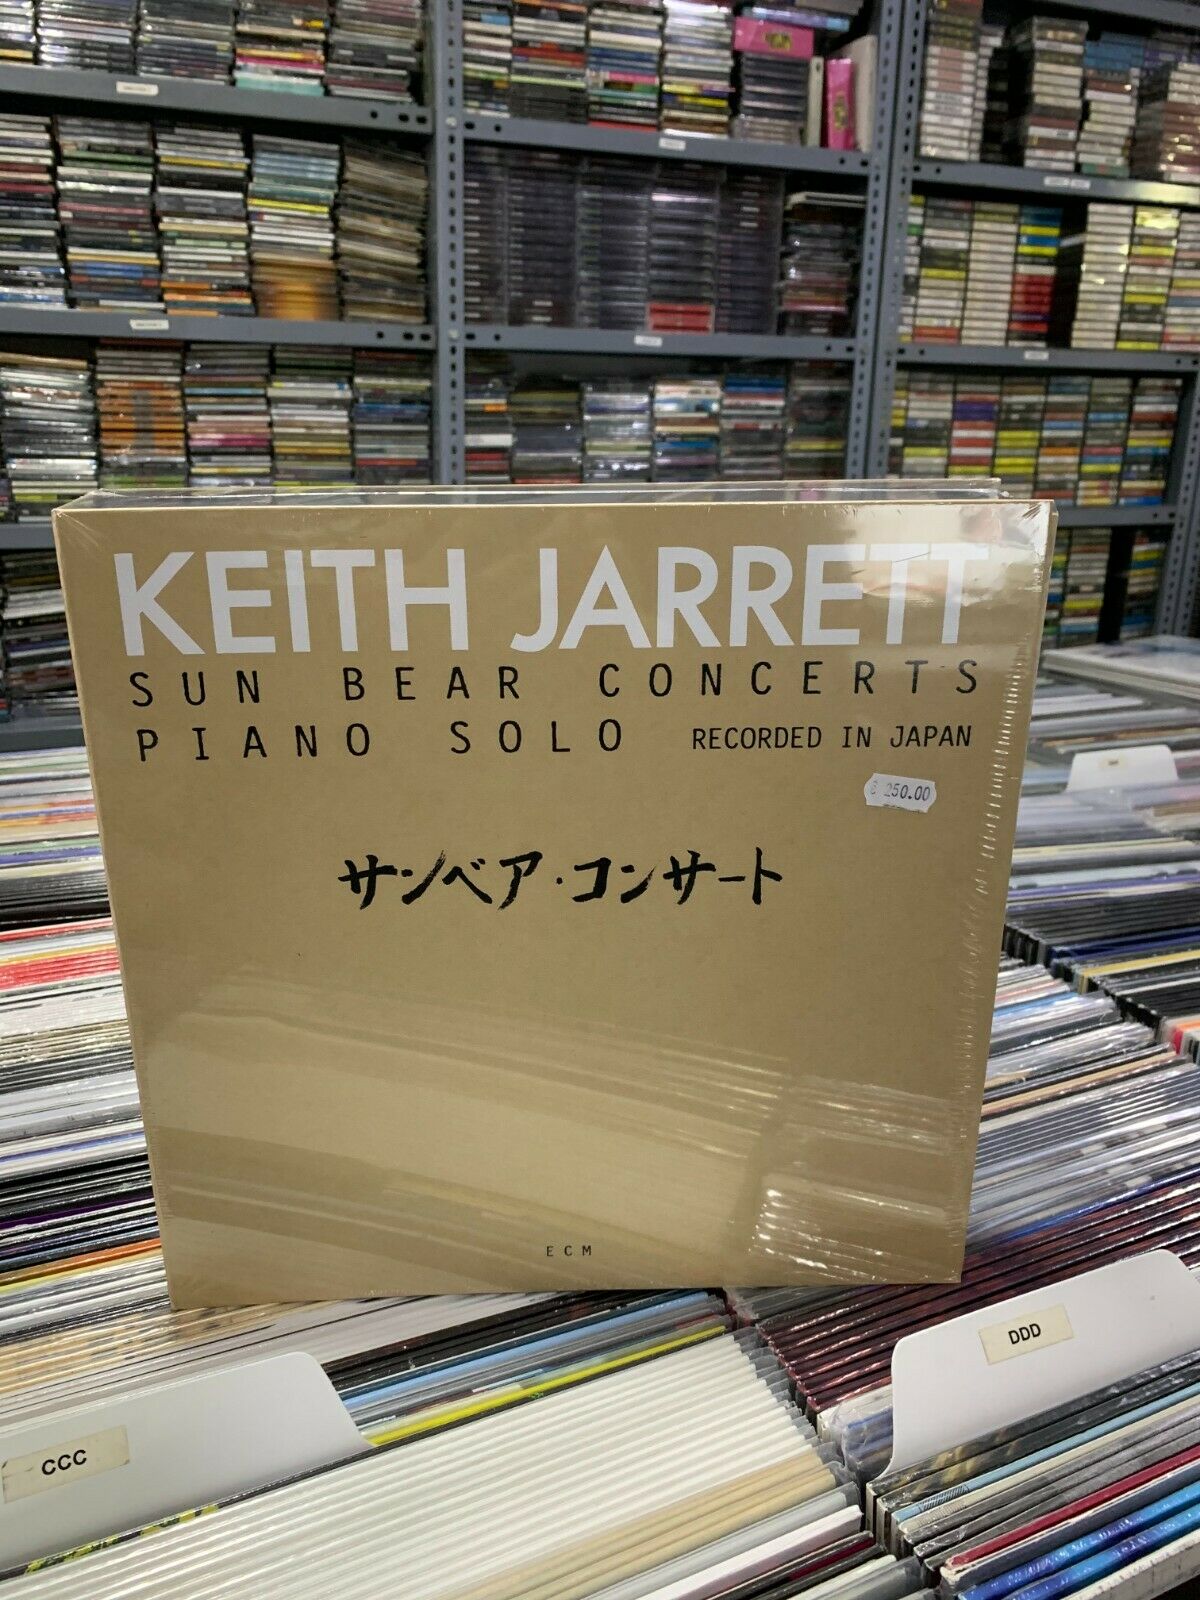 KEITH JARRETT
SUN BEAR CONCERTS
PIANO SOLO RECORDED IN JAPAN
250.00
サンベア・コンサート
ECM
DDD
CCC